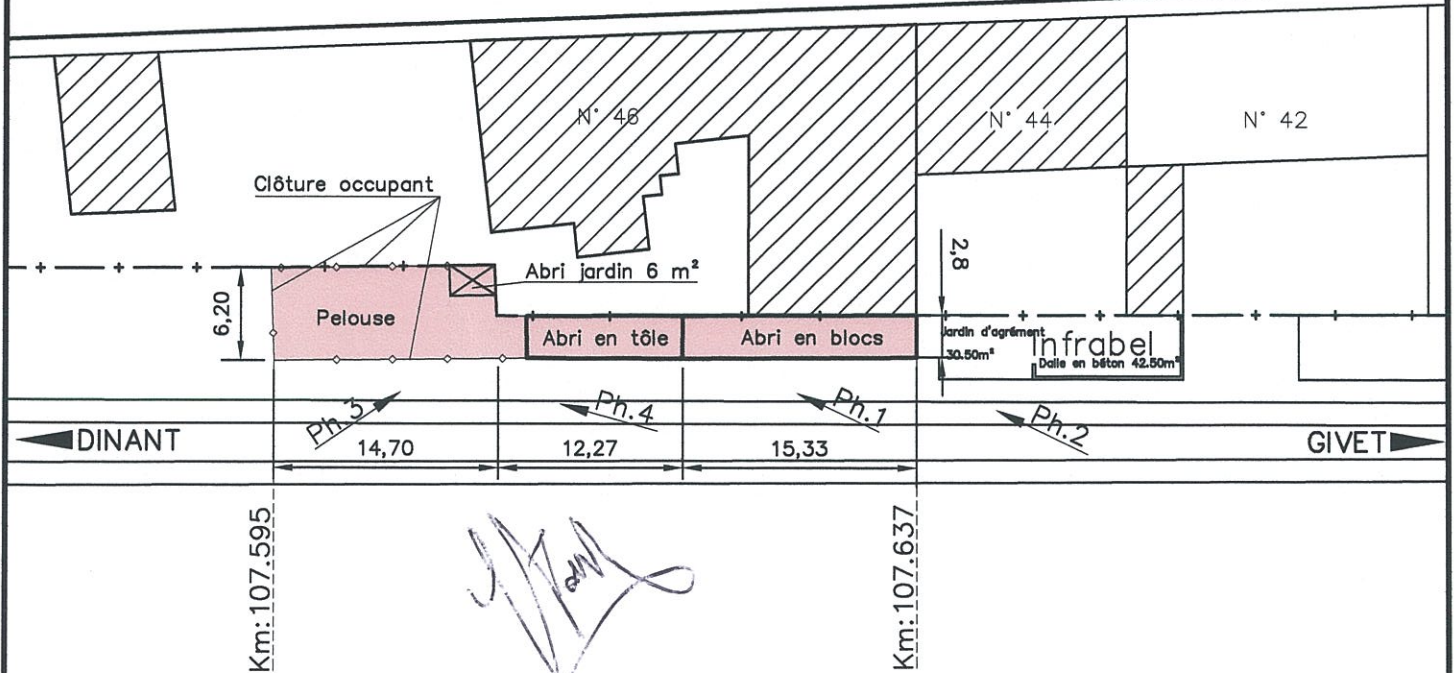 N° 46
N° 44
N° 42
Clôture occupant
2,8
Abri jardin 6 m²
6,20
Pelouse
Abri en tôle
Abri en blocs
Jardin d'agrément
30.50m²
Infrabel
Dalle en béton 42.50m²
Ph.3
Ph.4
Ph.1
Ph.2
DINANT
GIVET
14,70
12,27
15,33
Km: 107.595
Km: 107.637